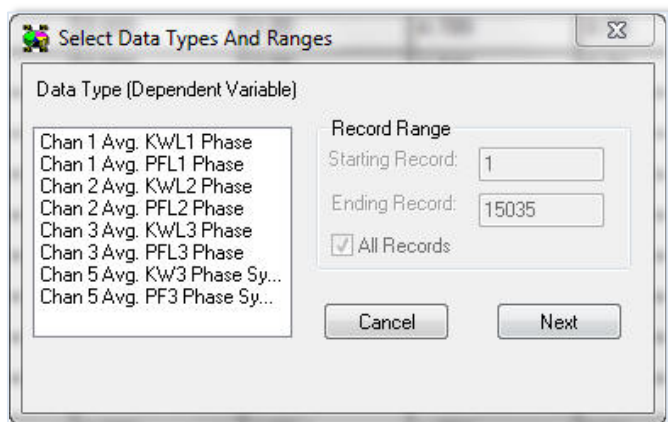 Select Data Types And Ranges
Data Type (Dependent Variable)
Chan 1 Avg. KWL1 Phase
Chan 1 Avg. PFL1 Phase
Chan 2 Avg. KWL2 Phase
Chan 2 Avg. PFL2 Phase
Chan 3 Avg. KWL3 Phase
Chan 3 Avg. PFL3 Phase
Chan 5 Avg. KW3 Phase Sy...
Chan 5 Avg. PF3 Phase Sy...
Record Range
Starting Record: 1
Ending Record: 15035
All Records
Cancel Next